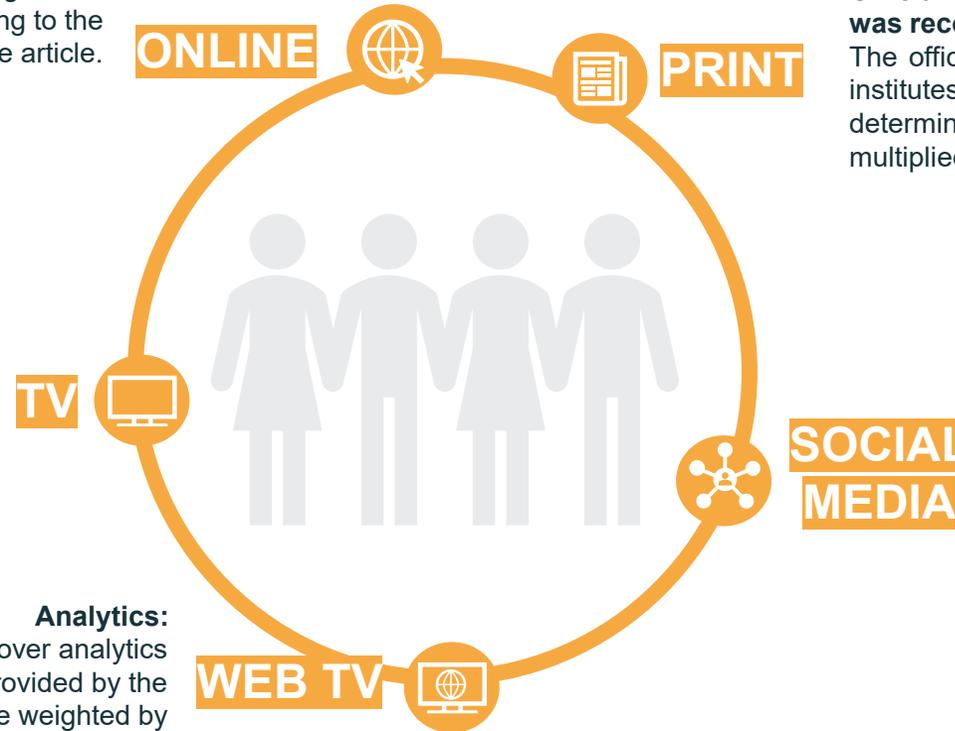 ng to the
e article.
ONLINE
PRINT
was rec
The offic
institutes
determin
multiplie
TV
SOCIAL
MEDIA
Analytics:
over analytics
rovided by the
e weighted by
WEB TV